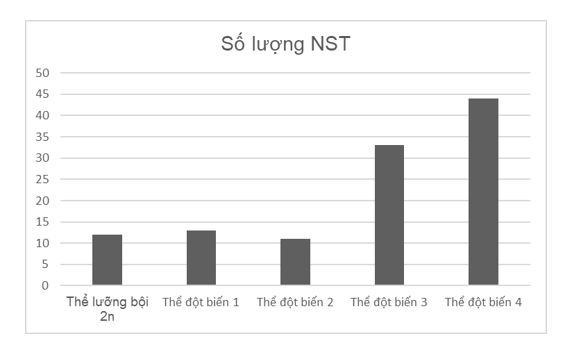 Số lượng NST
50
45
40
35
30
25
20
15
10
5
0
Thể lưỡng bội 2n
Thể đột biến 1
Thể đột biến 2
Thể đột biến 3
Thể đột biến 4